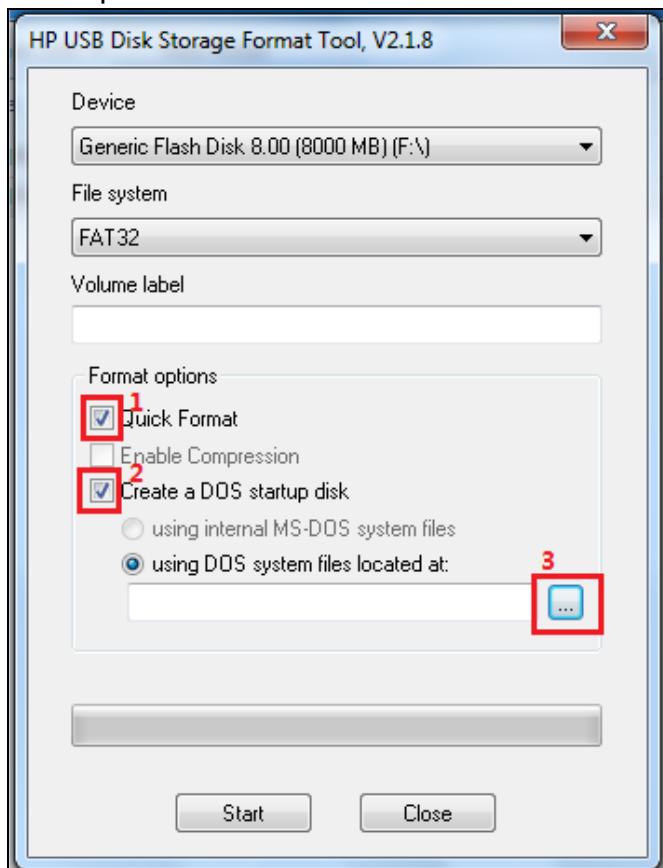 HP USB Disk Storage Format Tool, V2.1.8
Device
Generic Flash Disk 8.00 (8000 MB) (F:\)
File system
FAT32
Volume label
Format options
1
Quick Format
Enable Compression
2
Create a DOS startup disk
using internal MS-DOS system files
using DOS system files located at:
3
...
Start
Close